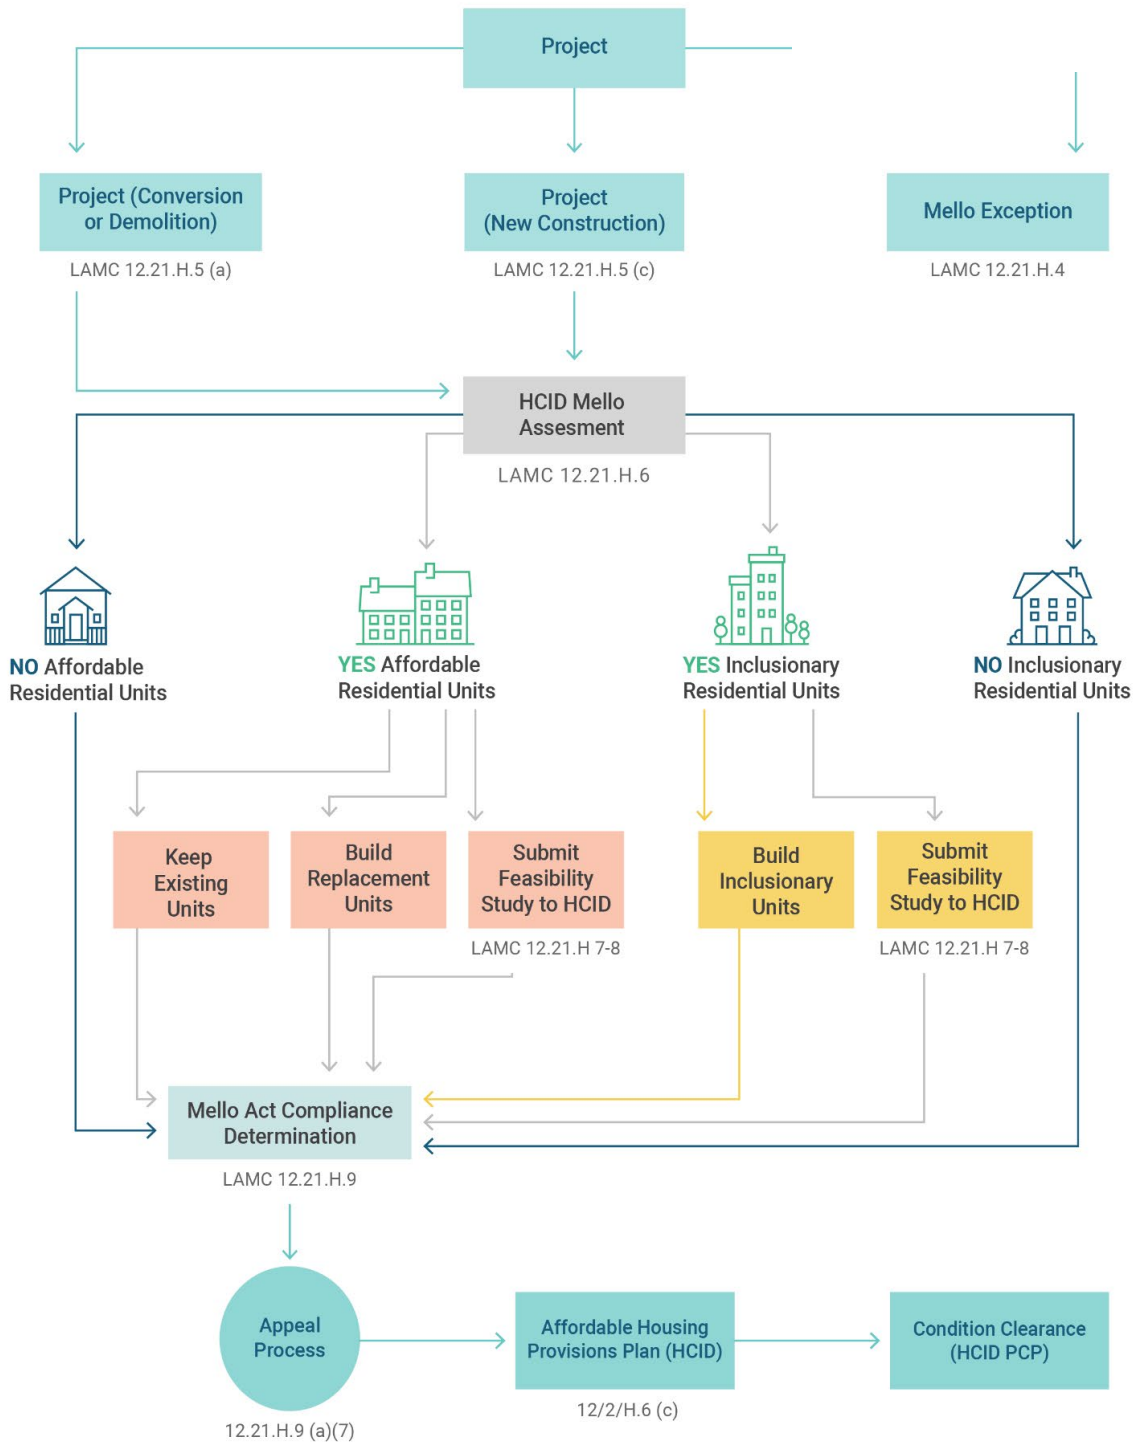 Project
Project (Conversion
or Demolition)
LAMC 12.21.H.5 (a)
Project
(New Construction)
LAMC 12.21.H.5 (c)
Mello Exception
LAMC 12.21.H.4
HCID Mello
Assesment
LAMC 12.21.H.6
NO Affordable
Residential Units
YES Affordable
Residential Units
YES Inclusionary
Residential Units
NO Inclusionary
Residential Units
Keep
Existing
Units
Build
Replacement
Units
Submit
Feasibility
Study to HCID
LAMC 12.21.H 7-8
Build
Inclusionary
Units
Submit
Feasibility
Study to HCID
LAMC 12.21.H 7-8
Mello Act Compliance
Determination
LAMC 12.21.H.9
Appeal
Process
12.21.H.9 (a)(7)
Affordable Housing
Provisions Plan (HCID)
12/2/H.6 (c)
Condition Clearance
(HCID PCP)